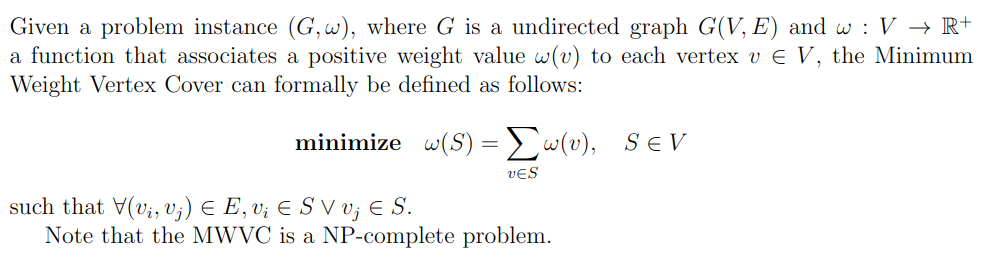 Given a problem instance (G, ω), where G is a undirected graph G(V, E) and ω : V → ℝ⁺
a function that associates a positive weight value ω(v) to each vertex v ∈ V, the Minimum
Weight Vertex Cover can formally be defined as follows:
minimize ω(S) = ∑_{v∈S} ω(v), S ∈ V
such that ∀(vᵢ, vⱼ) ∈ E, vᵢ ∈ S ∨ vⱼ ∈ S.
Note that the MWVC is a NP-complete problem.